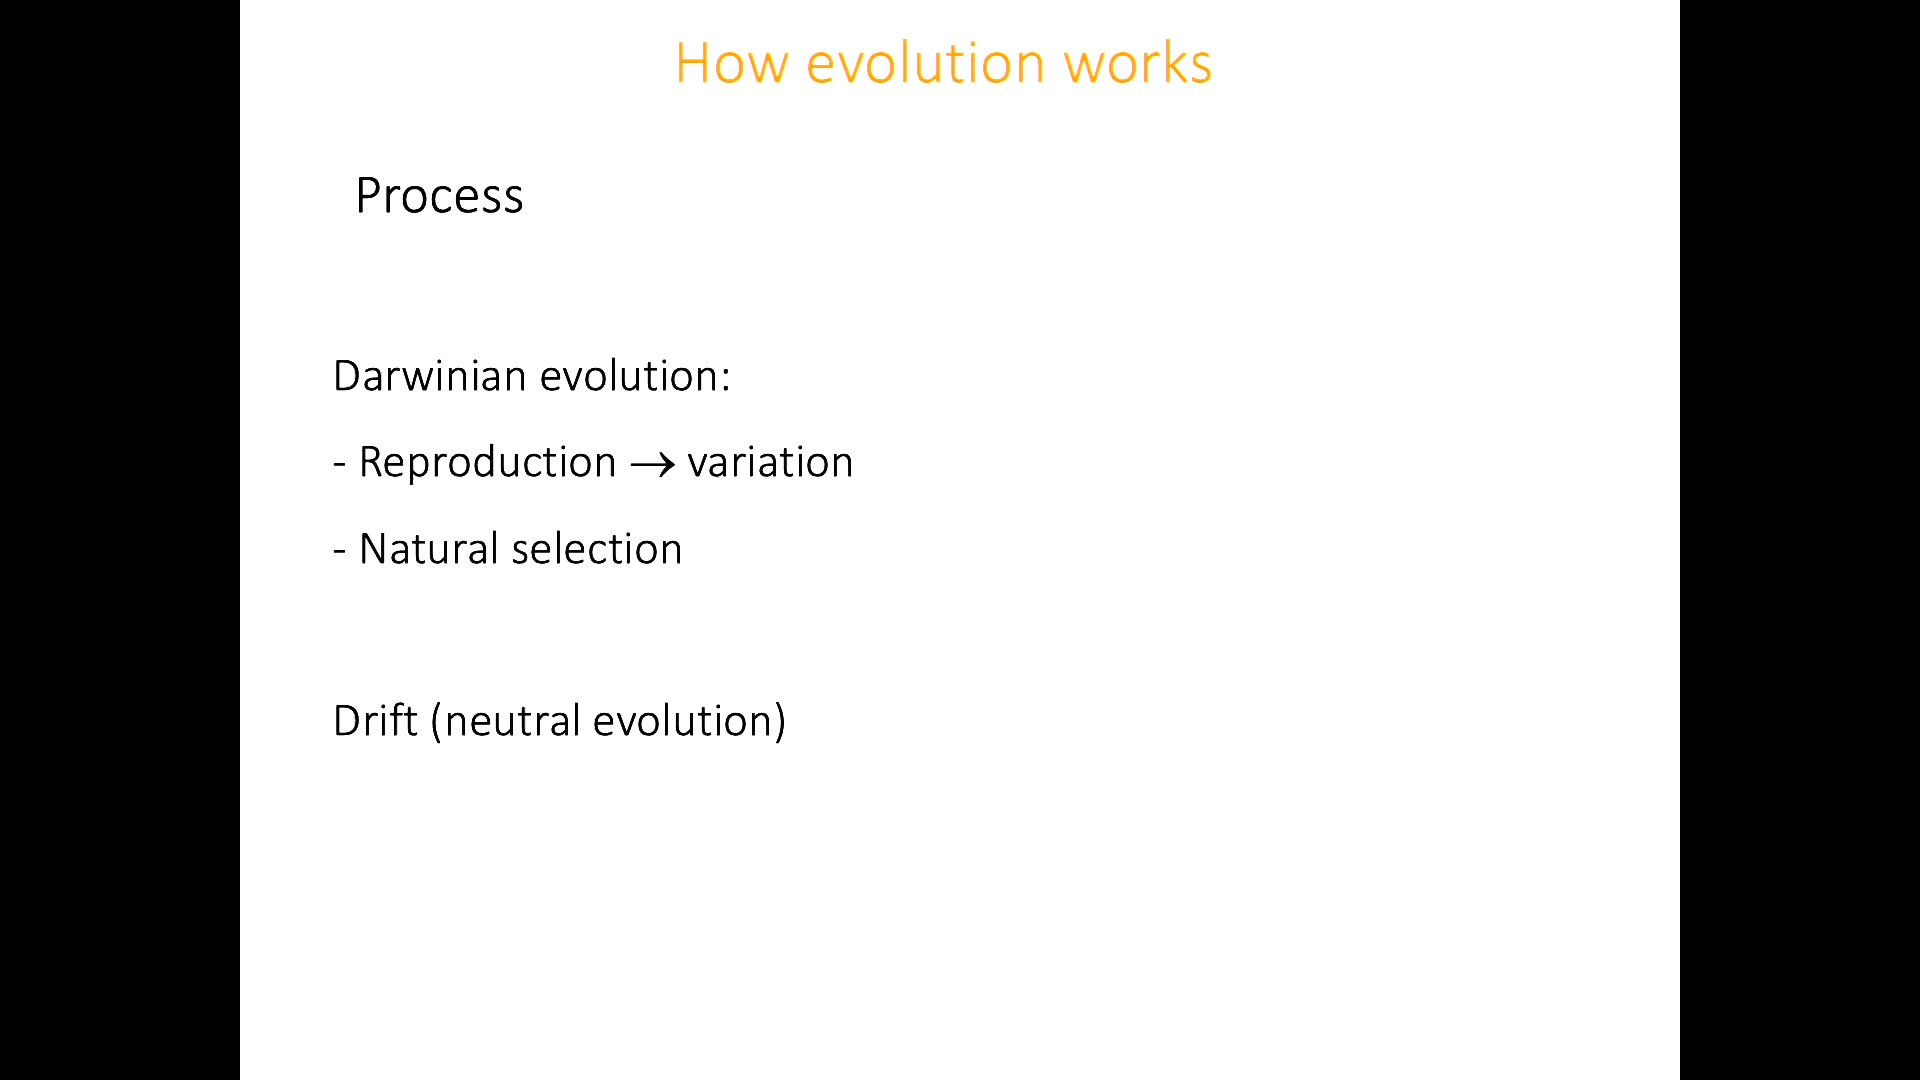 How evolution works
Process
Darwinian evolution:
- Reproduction → variation
- Natural selection
Drift (neutral evolution)